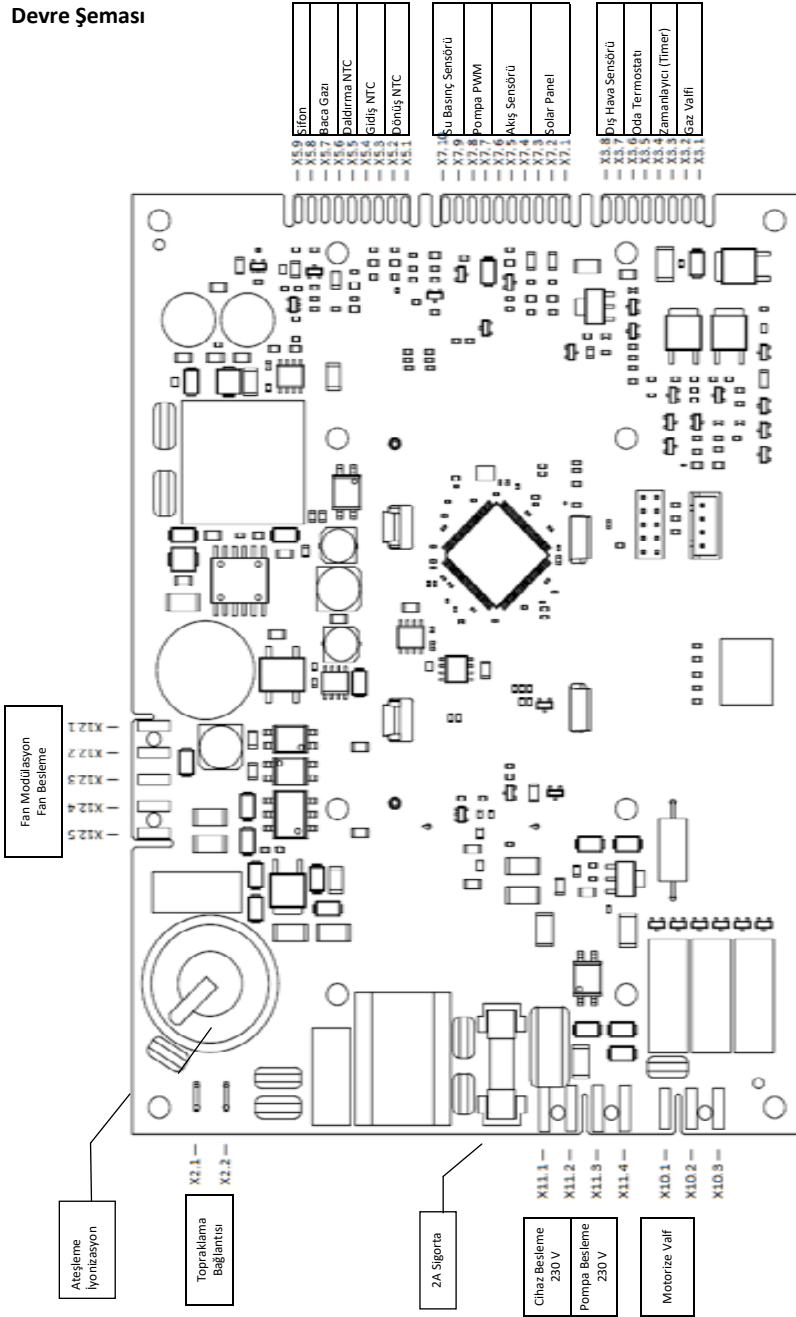 Devre Şeması
Sifon
Baca Gazı
Daldırma NTC
Gidiş NTC
Dönüş NTC
X5.9
X5.8
X5.7
X5.6
X5.5
X5.4
X5.3
X5.2
X5.1
Su Basınç Sensörü
Pompa PWM
Akış Sensörü
Solar Panel
X7.10
X7.9
X7.8
X7.7
X7.6
X7.5
X7.4
X7.3
X7.2
X7.1
Dış Hava Sensörü
Oda Termostatı
Zamanlayıcı (Timer)
Gaz Valfi
X3.8
X3.7
X3.6
X3.5
X3.4
X3.3
X3.2
X3.1
Fan Modülasyon
Fan Besleme
X12.1
X12.2
X12.3
X12.4
X12.5
Ateşleme
İyonizasyon
X2.1
X2.2
Topraklama
Bağlantısı
2A Sigorta
X11.1
X11.2
X11.3
X11.4
Cihaz Besleme
230 V
Pompa Besleme
230 V
X10.1
X10.2
X10.3
Motorize Valf